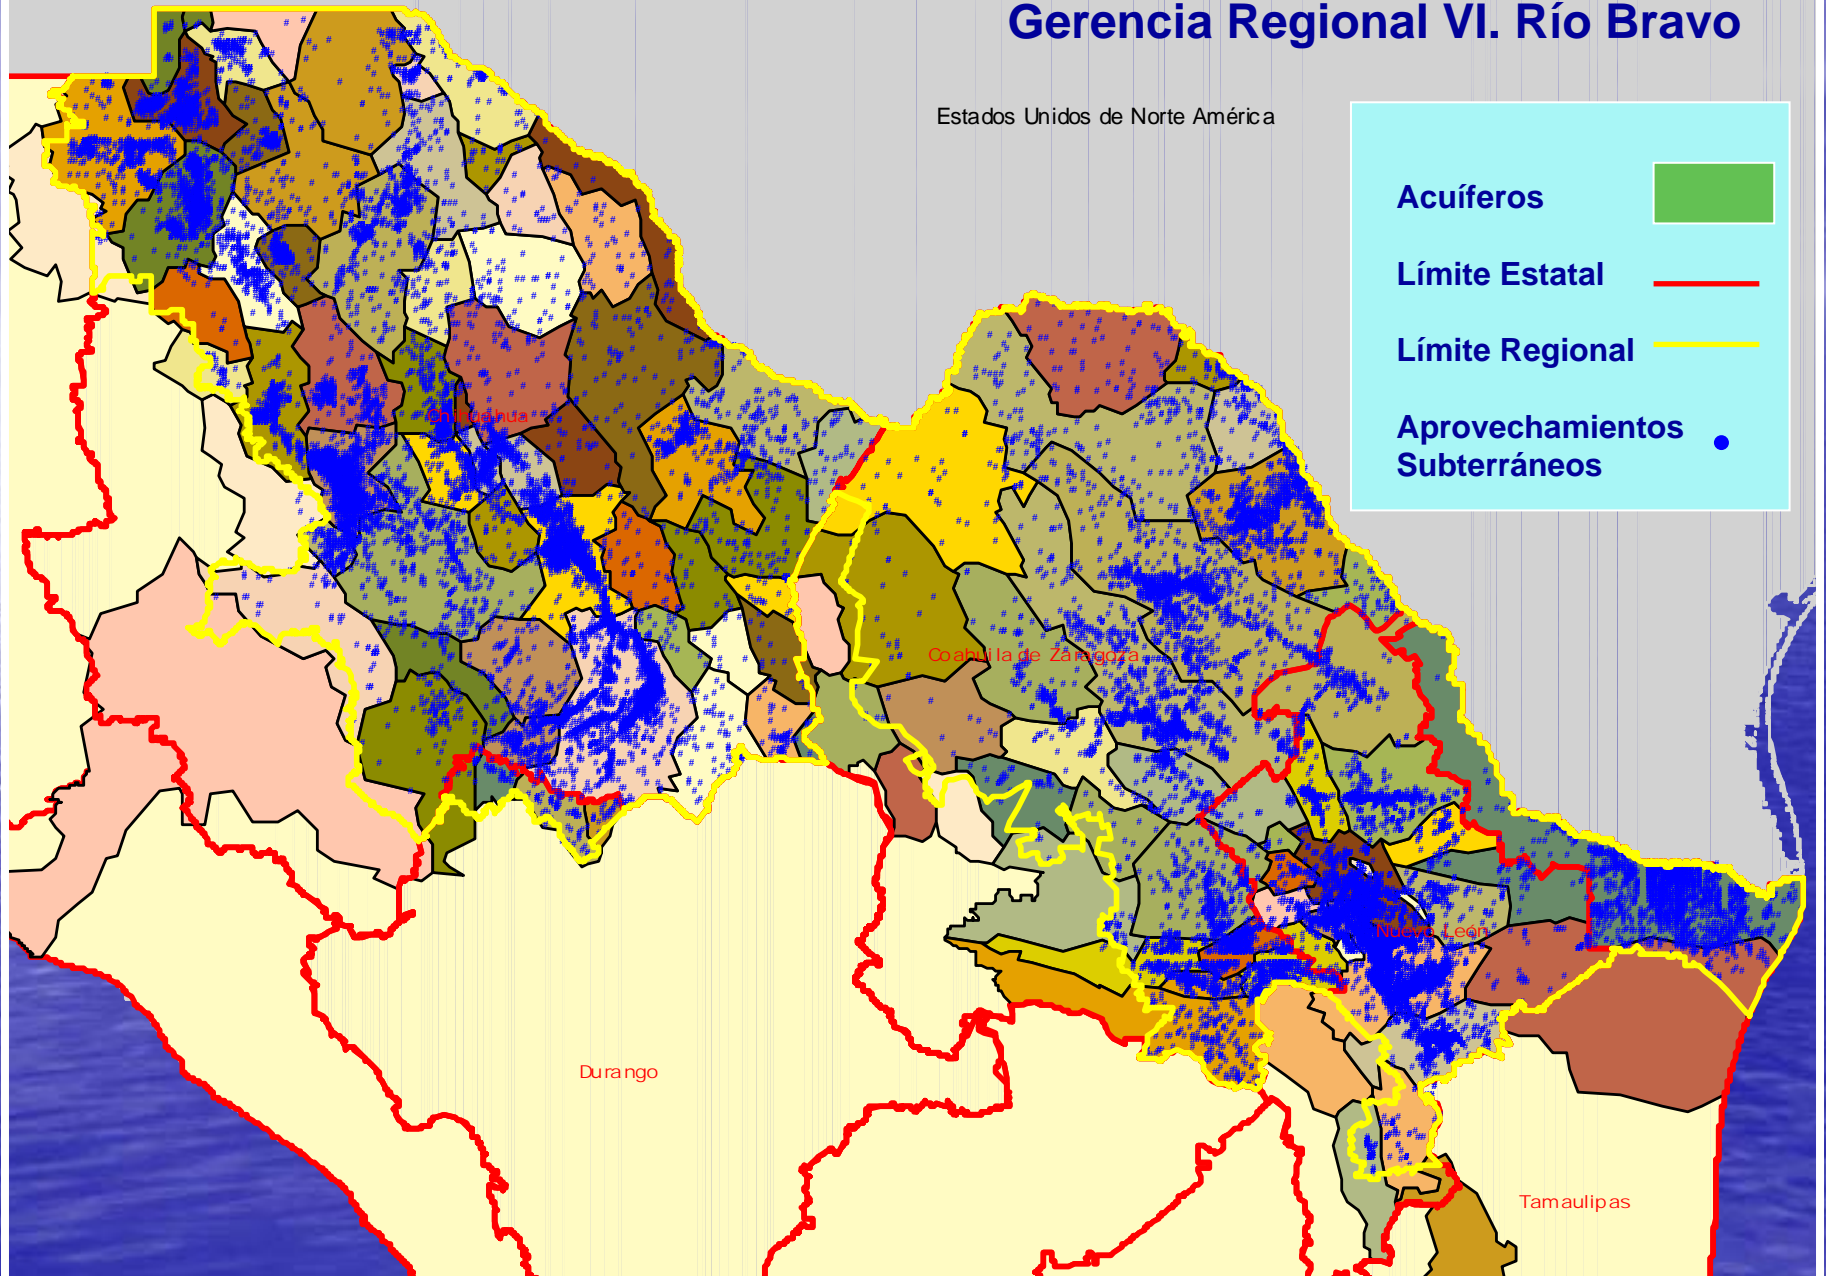 Gerencia Regional VI. Río Bravo
Estados Unidos de Norte América
Acuíferos
Límite Estatal
Límite Regional
Aprovechamientos
Subterráneos
Chihuahua
Coahuila de Zaragoza
Nuevo León
Durango
Tamaulipas